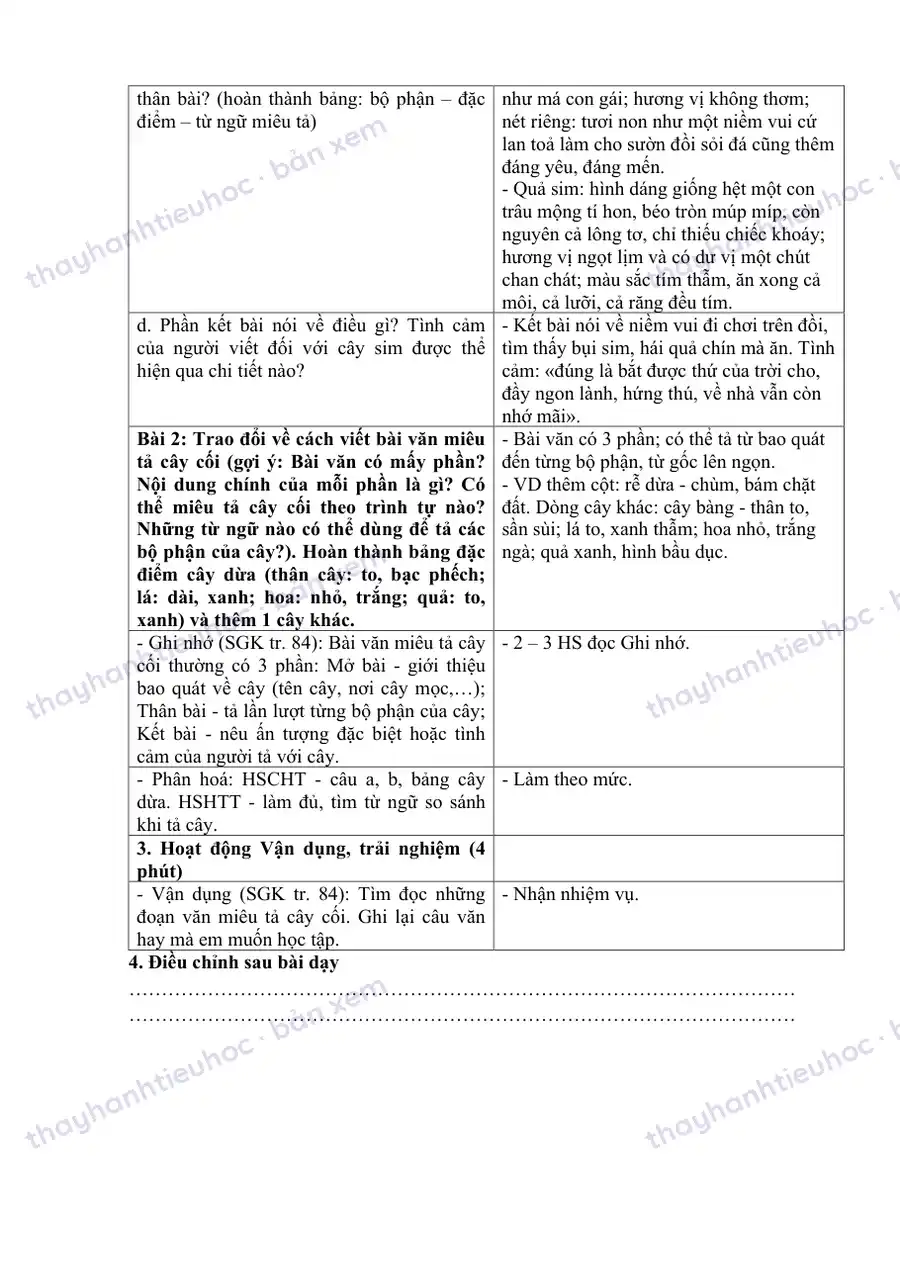 thân bài? (hoàn thành bảng: bộ phận – đặc
điểm – từ ngữ miêu tả)
như má con gái; hương vị không thơm;
nét riêng: tươi non như một niềm vui cứ
lan toả làm cho sườn đồi sỏi đá cũng thêm
đáng yêu, đáng mến.
- Quả sim: hình dáng giống hệt một con
trâu mộng tí hon, béo tròn múp míp, còn
nguyên cả lông tơ, chỉ thiếu chiếc khoáy;
hương vị ngọt lịm và có dư vị một chút
chan chát; màu sắc tím thẫm, ăn xong cả
môi, cả lưỡi, cả răng đều tím.
d. Phần kết bài nói về điều gì? Tình cảm
của người viết đối với cây sim được thể
hiện qua chi tiết nào?
- Kết bài nói về niềm vui đi chơi trên đồi,
tìm thấy bụi sim, hái quả chín mà ăn. Tình
cảm: «đúng là bắt được thứ của trời cho,
đầy ngon lành, hứng thú, về nhà vẫn còn
nhớ mãi».
Bài 2: Trao đổi về cách viết bài văn miêu
tả cây cối (gợi ý: Bài văn có mấy phần?
Nội dung chính của mỗi phần là gì? Có
thể miêu tả cây cối theo trình tự nào?
Những từ ngữ nào có thể dùng để tả các
bộ phận của cây?). Hoàn thành bảng đặc
điểm cây dừa (thân cây: to, bạc phếch;
lá: dài, xanh; hoa: nhỏ, trắng; quả: to,
xanh) và thêm 1 cây khác.
- Bài văn có 3 phần; có thể tả từ bao quát
đến từng bộ phận, từ gốc lên ngọn.
- VD thêm cột: rễ dừa - chùm, bám chặt
đất. Dòng cây khác: cây bàng - thân to,
sần sùi; lá to, xanh thẫm; hoa nhỏ, trắng
ngà; quả xanh, hình bầu dục.
- Ghi nhớ (SGK tr. 84): Bài văn miêu tả cây
cối thường có 3 phần: Mở bài - giới thiệu
bao quát về cây (tên cây, nơi cây mọc,…);
Thân bài - tả lần lượt từng bộ phận của cây;
Kết bài - nêu ấn tượng đặc biệt hoặc tình
cảm của người tả với cây.
- 2 – 3 HS đọc Ghi nhớ.
- Phân hoá: HSCHT - câu a, b, bảng cây
dừa. HSHTT - làm đủ, tìm từ ngữ so sánh
khi tả cây.
- Làm theo mức.
3. Hoạt động Vận dụng, trải nghiệm (4
phút)
- Vận dụng (SGK tr. 84): Tìm đọc những
đoạn văn miêu tả cây cối. Ghi lại câu văn
hay mà em muốn học tập.
- Nhận nhiệm vụ.
4. Điều chỉnh sau bài dạy
…………………………………………………………………………………………
…………………………………………………………………………………………
thayhanhtieuhoc · bản xem
thayhanhtieuhoc · b
thayhanhtieuhoc · bản xem
thayhanhtieuhoc · b
thayhanhtieuhoc · bản xem
thayhanhtieuhoc · b